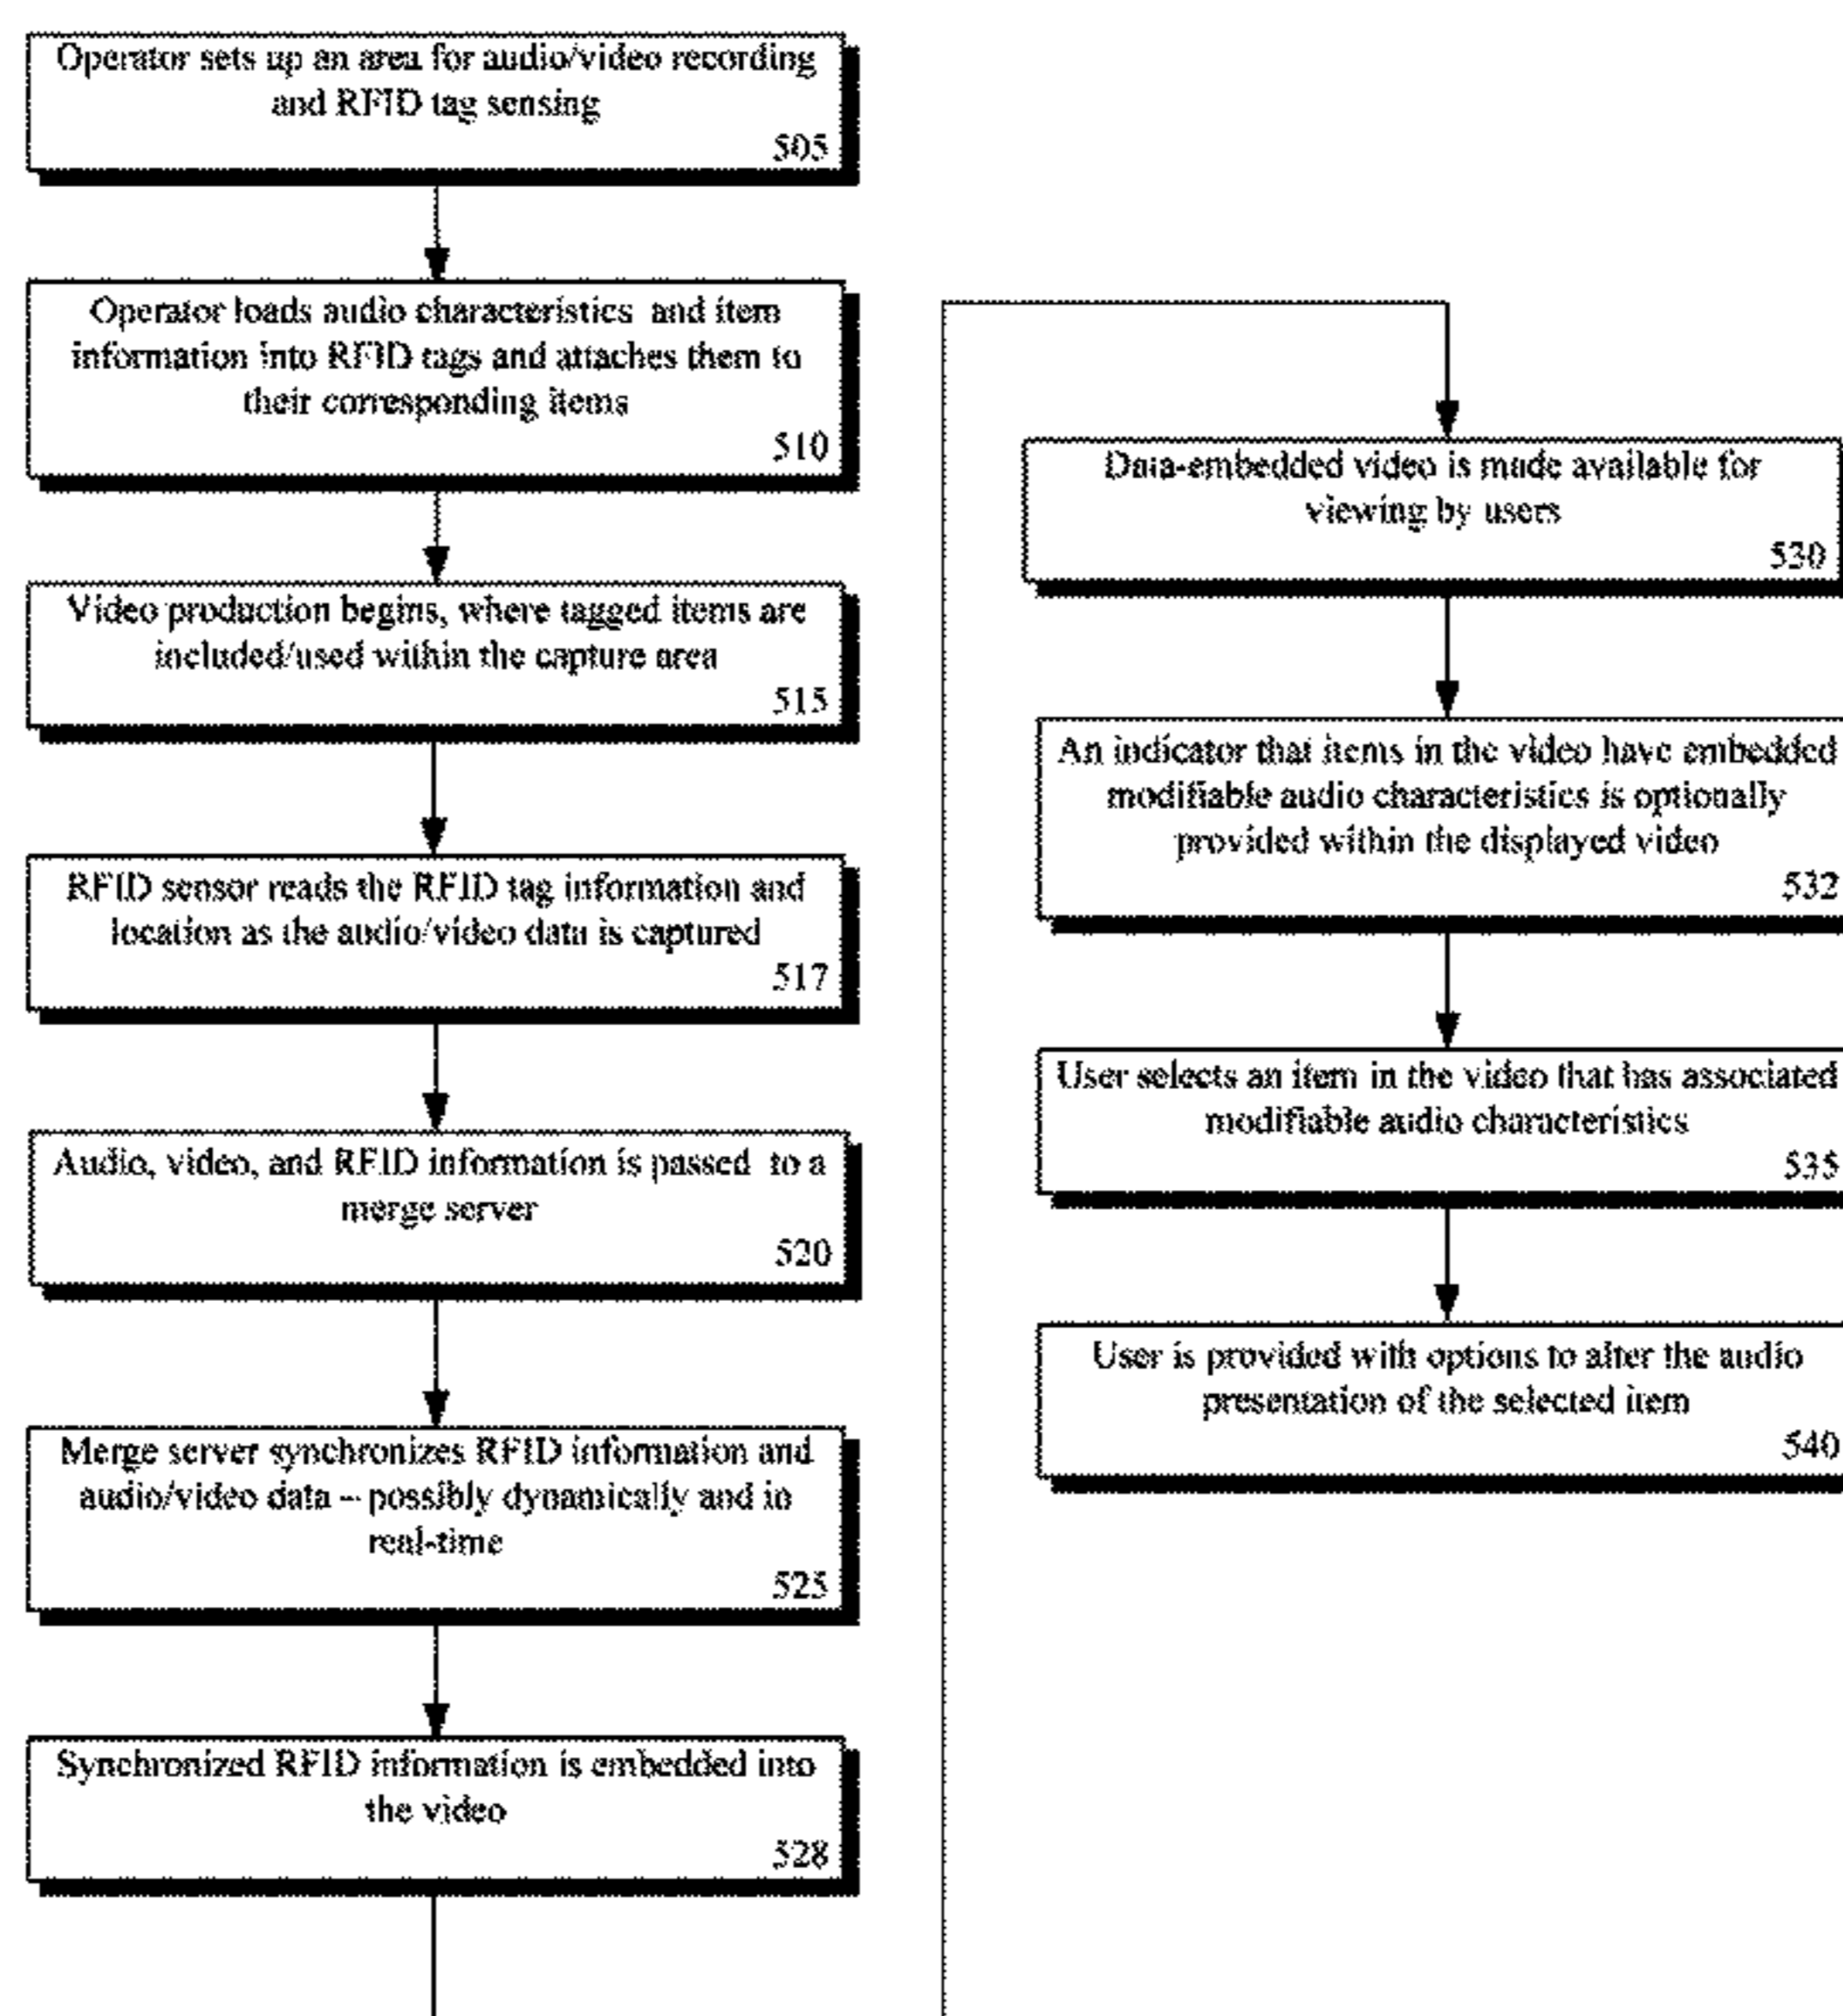 Operator sets up an area for audio/video recording
and RFID tag sensing
505
Operator loads audio characteristics and item
information into RFID tags and attaches them to
their corresponding items
510
Video production begins, where tagged items are
included/used within the capture area
515
RFID sensor reads the RFID tag information and
location as the audio/video data is captured
517
Audio, video, and RFID information is passed to a
merge server
520
Merge server synchronizes RFID information and
audio/video data – possibly dynamically and in
real-time
525
Synchronized RFID information is embedded into
the video
528
Data-embedded video is made available for
viewing by users
530
An indicator that items in the video have embedded
modifiable audio characteristics is optionally
provided within the displayed video
532
User selects an item in the video that has associated
modifiable audio characteristics
535
User is provided with options to alter the audio
presentation of the selected item
540